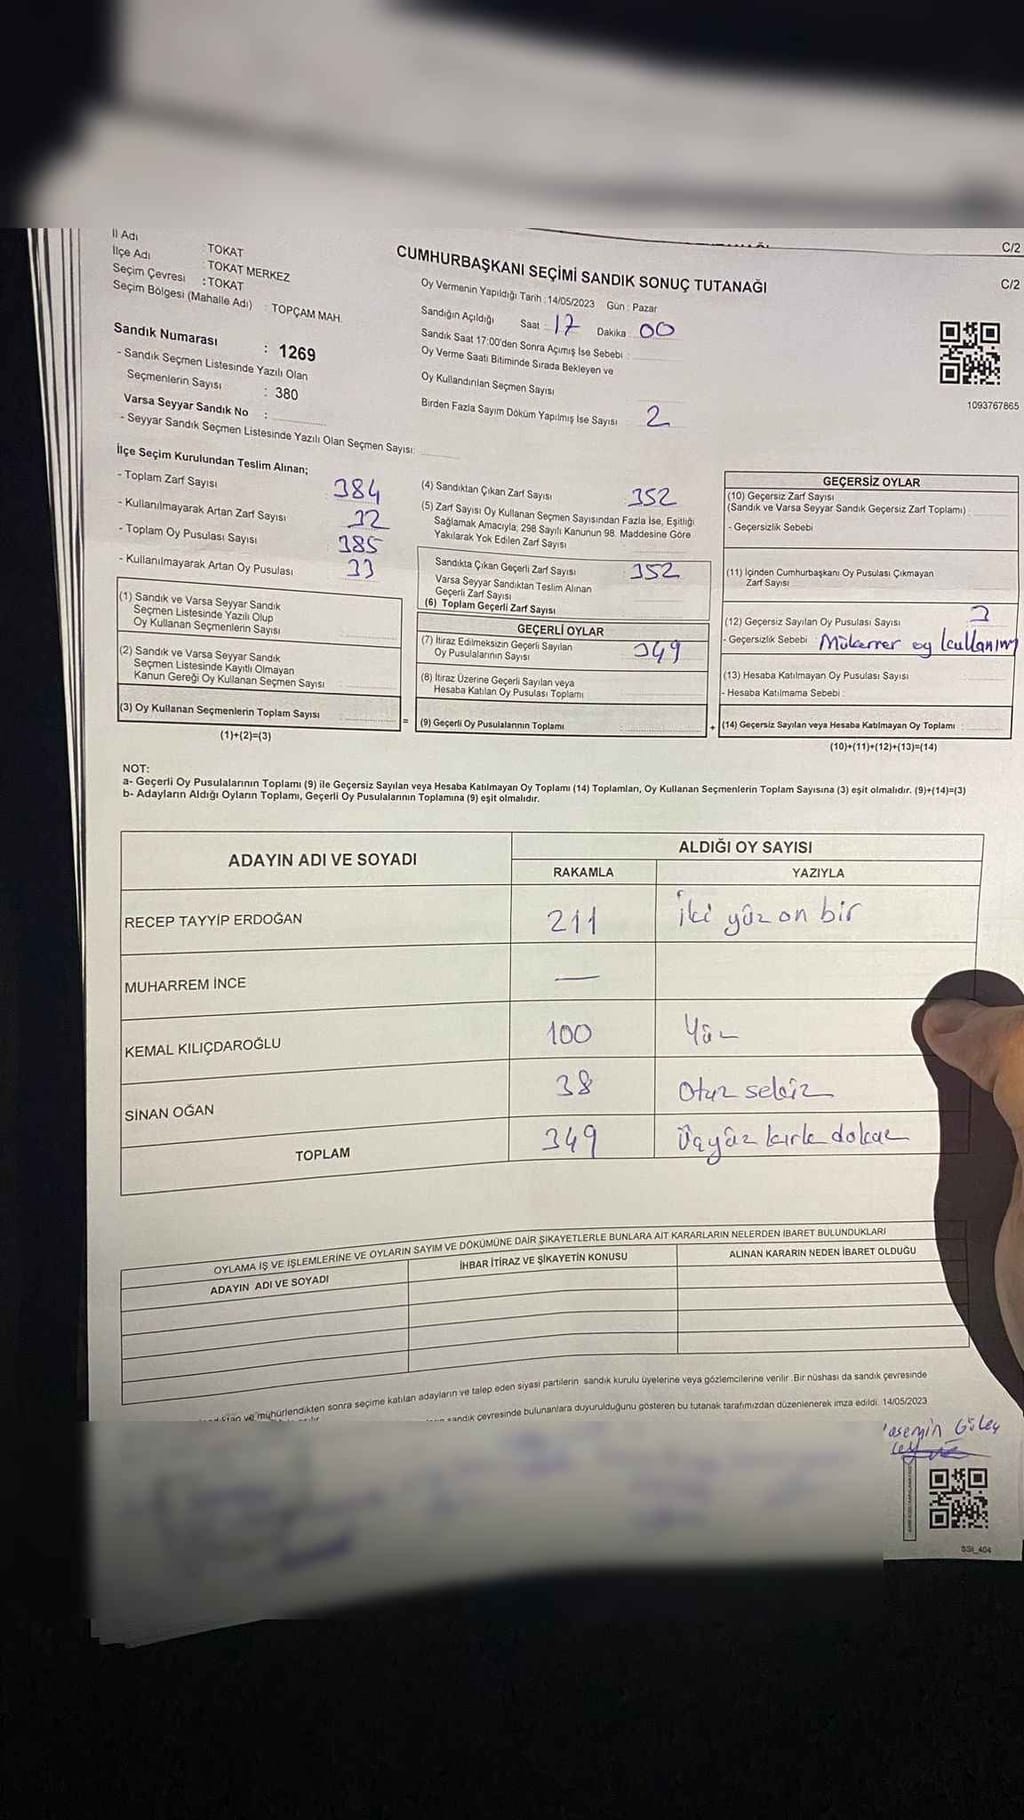 C/2
İl Adı : TOKAT
İlçe Adı : TOKAT MERKEZ
Seçim Çevresi : TOKAT
Seçim Bölgesi (Mahalle Adı) : TOPÇAM MAH.
Sandık Numarası : 1269
- Sandık Seçmen Listesinde Yazılı Olan
Seçmenlerin Sayısı : 380
Varsa Seyyar Sandık No :
- Seyyar Sandık Seçmen Listesinde Yazılı Olan Seçmen Sayısı:
CUMHURBAŞKANI SEÇİMİ SANDIK SONUÇ TUTANAĞI
Oy Vermenin Yapıldığı Tarih : 14/05/2023 Gün : Pazar
Sandığın Açıldığı Saat 17 Dakika 00
Sandık Saat 17:00'den Sonra Açımış İse Sebebi :
Oy Verme Saati Bitiminde Sırada Bekleyen ve
Oy Kullandırılan Seçmen Sayısı
Birden Fazla Sayım Döküm Yapılmış İse Sayısı 2
C/2
1093767865
İlçe Seçim Kurulundan Teslim Alınan;
- Toplam Zarf Sayısı 384
- Kullanılmayarak Artan Zarf Sayısı 32
- Toplam Oy Pusulası Sayısı 385
- Kullanılmayarak Artan Oy Pusulası 33
(1) Sandık ve Varsa Seyyar Sandık
Seçmen Listesinde Yazılı Olup
Oy Kullanan Seçmenlerin Sayısı
(2) Sandık ve Varsa Seyyar Sandık
Seçmen Listesinde Kayıtlı Olmayan
Kanun Gereği Oy Kullanan Seçmen Sayısı
(3) Oy Kullanan Seçmenlerin Toplam Sayısı
(1)+(2)=(3)
(4) Sandıktan Çıkan Zarf Sayısı 352
(5) Zarf Sayısı Oy Kullanan Seçmen Sayısından Fazla İse, Eşitliği
Sağlamak Amacıyla; 298 Sayılı Kanunun 98. Maddesine Göre
Yakılarak Yok Edilen Zarf Sayısı
Sandıkta Çıkan Geçerli Zarf Sayısı 352
Varsa Seyyar Sandıktan Teslim Alınan
Geçerli Zarf Sayısı
(6) Toplam Geçerli Zarf Sayısı
GEÇERLİ OYLAR
(7) İtiraz Edilmeksizin Geçerli Sayılan
Oy Pusulalarının Sayısı 349
(8) İtiraz Üzerine Geçerli Sayılan veya
Hesaba Katılan Oy Pusulası Toplamı
= (9) Geçerli Oy Pusulalarının Toplamı
GEÇERSİZ OYLAR
(10) Geçersiz Zarf Sayısı
(Sandık ve Varsa Seyyar Sandık Geçersiz Zarf Toplamı)
- Geçersizlik Sebebi
(11) İçinden Cumhurbaşkanı Oy Pusulası Çıkmayan
Zarf Sayısı
(12) Geçersiz Sayılan Oy Pusulası Sayısı 3
- Geçersizlik Sebebi Mükerrer oy kullanım
(13) Hesaba Katılmayan Oy Pusulası Sayısı
- Hesaba Katılmama Sebebi :
+ (14) Geçersiz Sayılan veya Hesaba Katılmayan Oy Toplamı :
(10)+(11)+(12)+(13)=(14)
NOT:
a- Geçerli Oy Pusulalarının Toplamı (9) ile Geçersiz Sayılan veya Hesaba Katılmayan Oy Toplamı (14) Toplamları, Oy Kullanan Seçmenlerin Toplam Sayısına (3) eşit olmalıdır. (9)+(14)=(3)
b- Adayların Aldığı Oyların Toplamı, Geçerli Oy Pusulalarının Toplamına (9) eşit olmalıdır.
ADAYIN ADI VE SOYADI
ALDIĞI OY SAYISI
RAKAMLA YAZIYLA
RECEP TAYYİP ERDOĞAN 211 iki yüz on bir
MUHARREM İNCE —
KEMAL KILIÇDAROĞLU 100 Yüz
SİNAN OĞAN 38 Otuz sekiz
TOPLAM 349 Üçyüz kırk dokuz
OYLAMA İŞ VE İŞLEMLERİNE VE OYLARIN SAYIM VE DÖKÜMÜNE DAİR ŞİKAYETLERLE BUNLARA AİT KARARLARIN NELERDEN İBARET BULUNDUKLARI
ADAYIN ADI VE SOYADI İHBAR İTİRAZ VE ŞİKAYETİN KONUSU ALINAN KARARIN NEDEN İBARET OLDUĞU
ve mühürlendikten sonra seçime katılan adayların ve talep eden siyasi partilerin sandık kurulu üyelerine veya gözlemcilerine verilir. Bir nüshası da sandık çevresinde
sandık çevresinde bulunanlara duyurulduğunu gösteren bu tutanak tarafımızdan düzenlenerek imza edildi. 14/05/2023
SSI_404